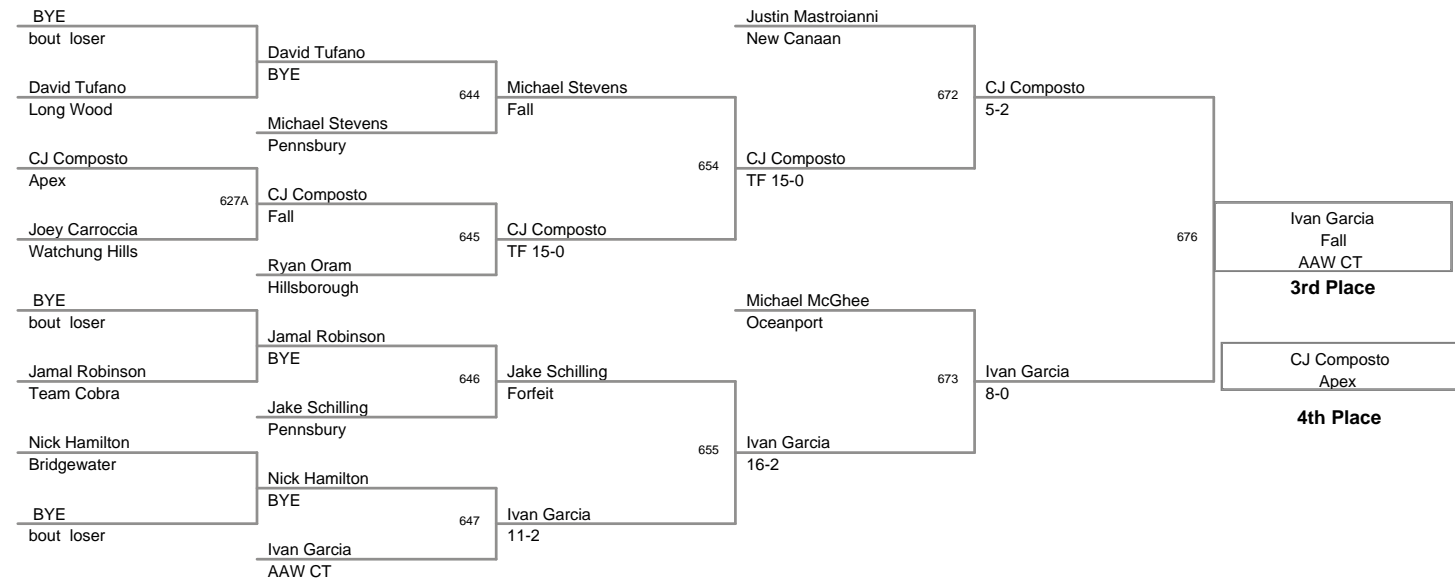 BYE
bout loser
David Tufano
Long Wood
CJ Composto
Apex
Joey Carroccia
Watchung Hills
BYE
bout loser
Jamal Robinson
Team Cobra
Nick Hamilton
Bridgewater
BYE
bout loser
627A
David Tufano
BYE
Michael Stevens
Pennsbury
CJ Composto
Fall
Ryan Oram
Hillsborough
Jamal Robinson
BYE
Jake Schilling
Pennsbury
Nick Hamilton
BYE
Ivan Garcia
AAW CT
644
645
646
647
Michael Stevens
Fall
CJ Composto
TF 15-0
Jake Schilling
Forfeit
Ivan Garcia
11-2
654
655
Justin Mastroianni
New Canaan
CJ Composto
TF 15-0
Michael McGhee
Oceanport
Ivan Garcia
16-2
672
673
CJ Composto
5-2
Ivan Garcia
8-0
676
Ivan Garcia
Fall
AAW CT
3rd Place
CJ Composto
Apex
4th Place